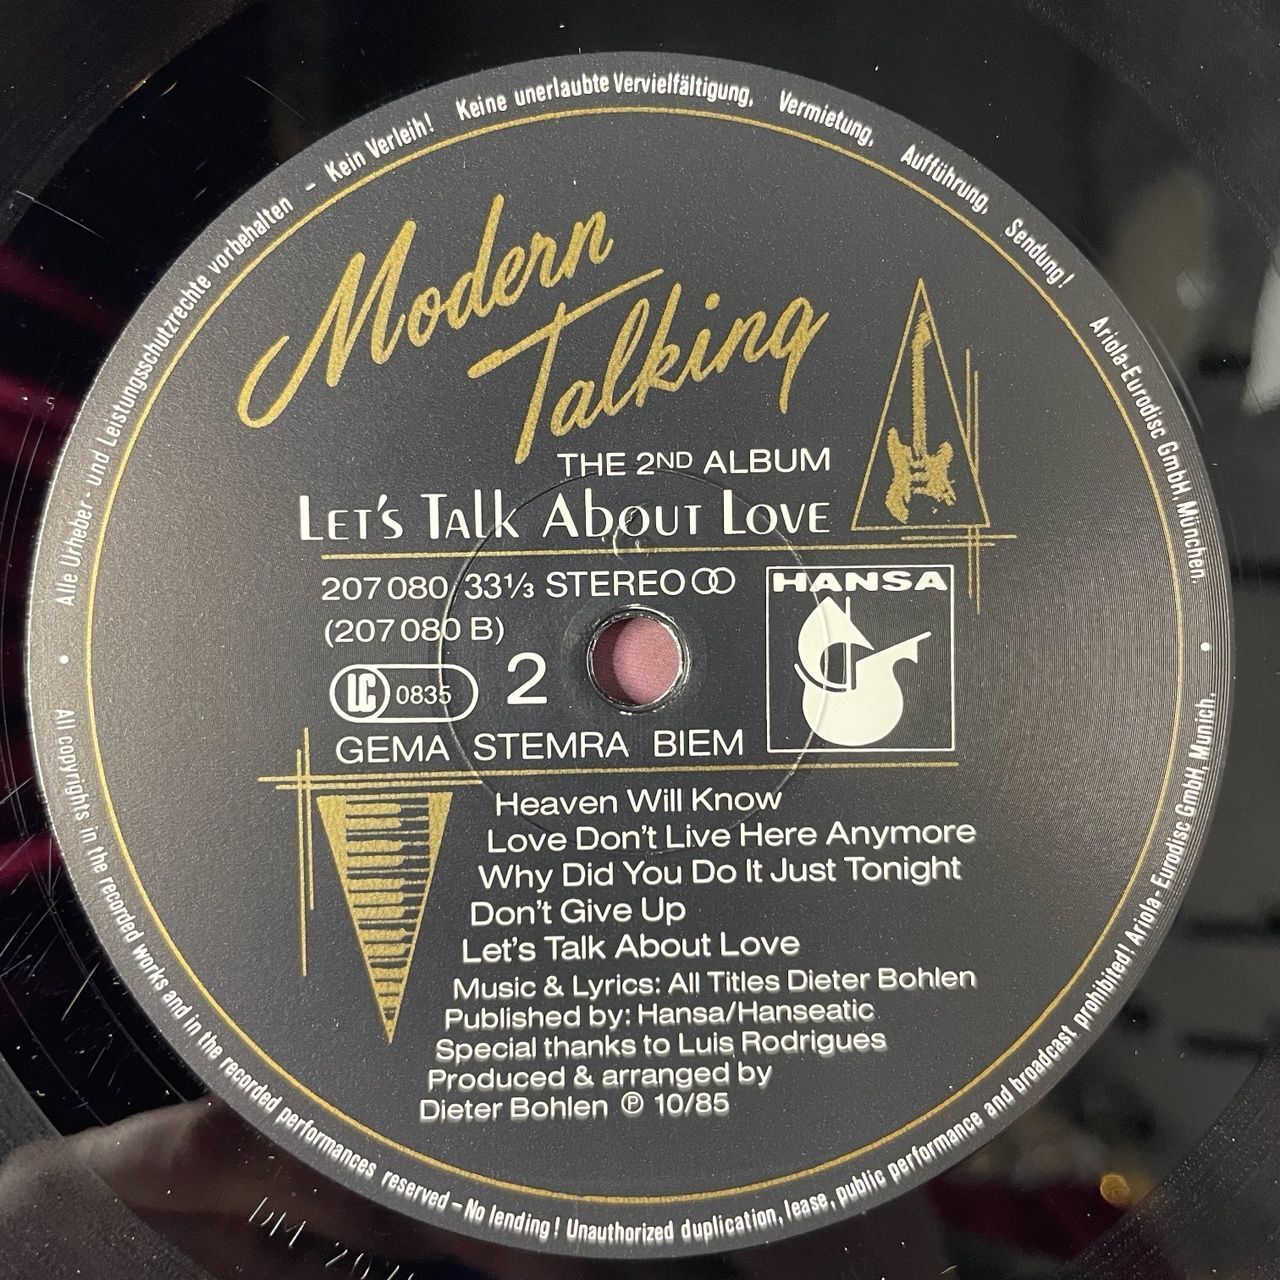 Alle Urheber- und Leistungsschutzrechte vorbehalten – Kein Verleih! Keine unerlaubte Vervielfältigung, Vermietung, Aufführung, Sendung! Ariola-Eurodisc GmbH, München.
Modern
Talking
THE 2ND ALBUM
LET'S TALK ABOUT LOVE
207 080 33⅓ STEREO
HANSA
(207 080 B)
LC 0835
2
GEMA STEMRA BIEM
Heaven Will Know
Love Don't Live Here Anymore
Why Did You Do It Just Tonight
Don't Give Up
Let's Talk About Love
Music & Lyrics: All Titles Dieter Bohlen
Published by: Hansa/Hanseatic
Special thanks to Luis Rodrigues
Produced & arranged by
Dieter Bohlen ℗ 10/85
All copyrights in the recorded works and in the recorded performances reserved – No lending! Unauthorized duplication, lease, public performance and broadcast prohibited! Ariola-Eurodisc GmbH, Munich.